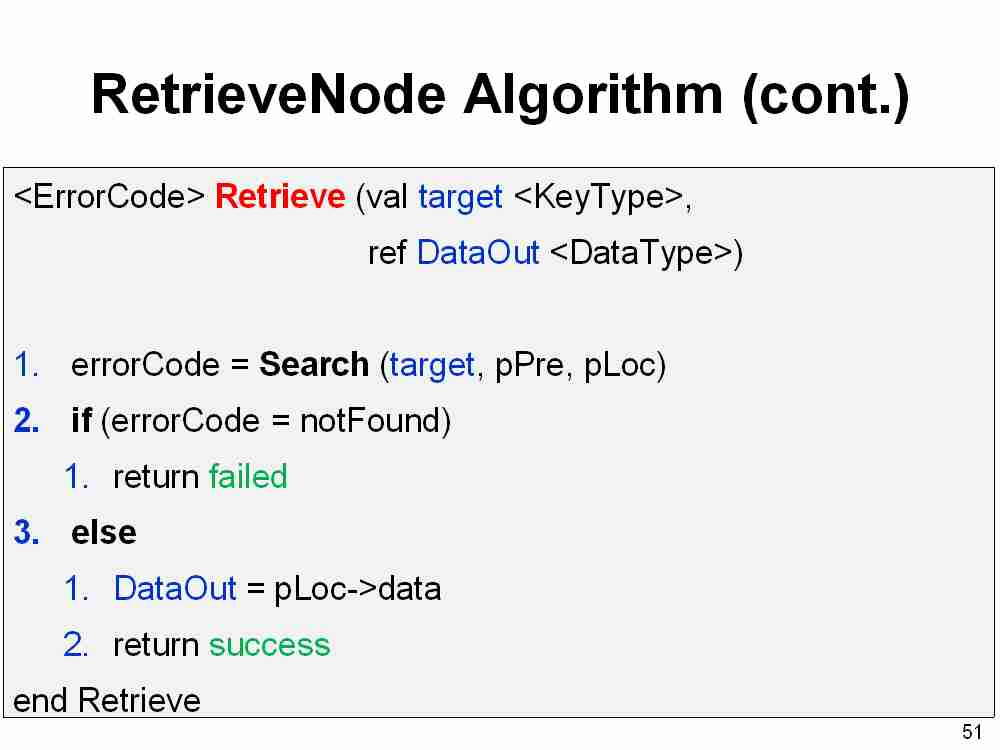 RetrieveNode Algorithm (cont.)
<ErrorCode> Retrieve (val target <KeyType>,
ref DataOut <DataType>)
1. errorCode = Search (target, pPre, pLoc)
2. if (errorCode = notFound)
1. return failed
3. else
1. DataOut = pLoc->data
2. return success
end Retrieve
51